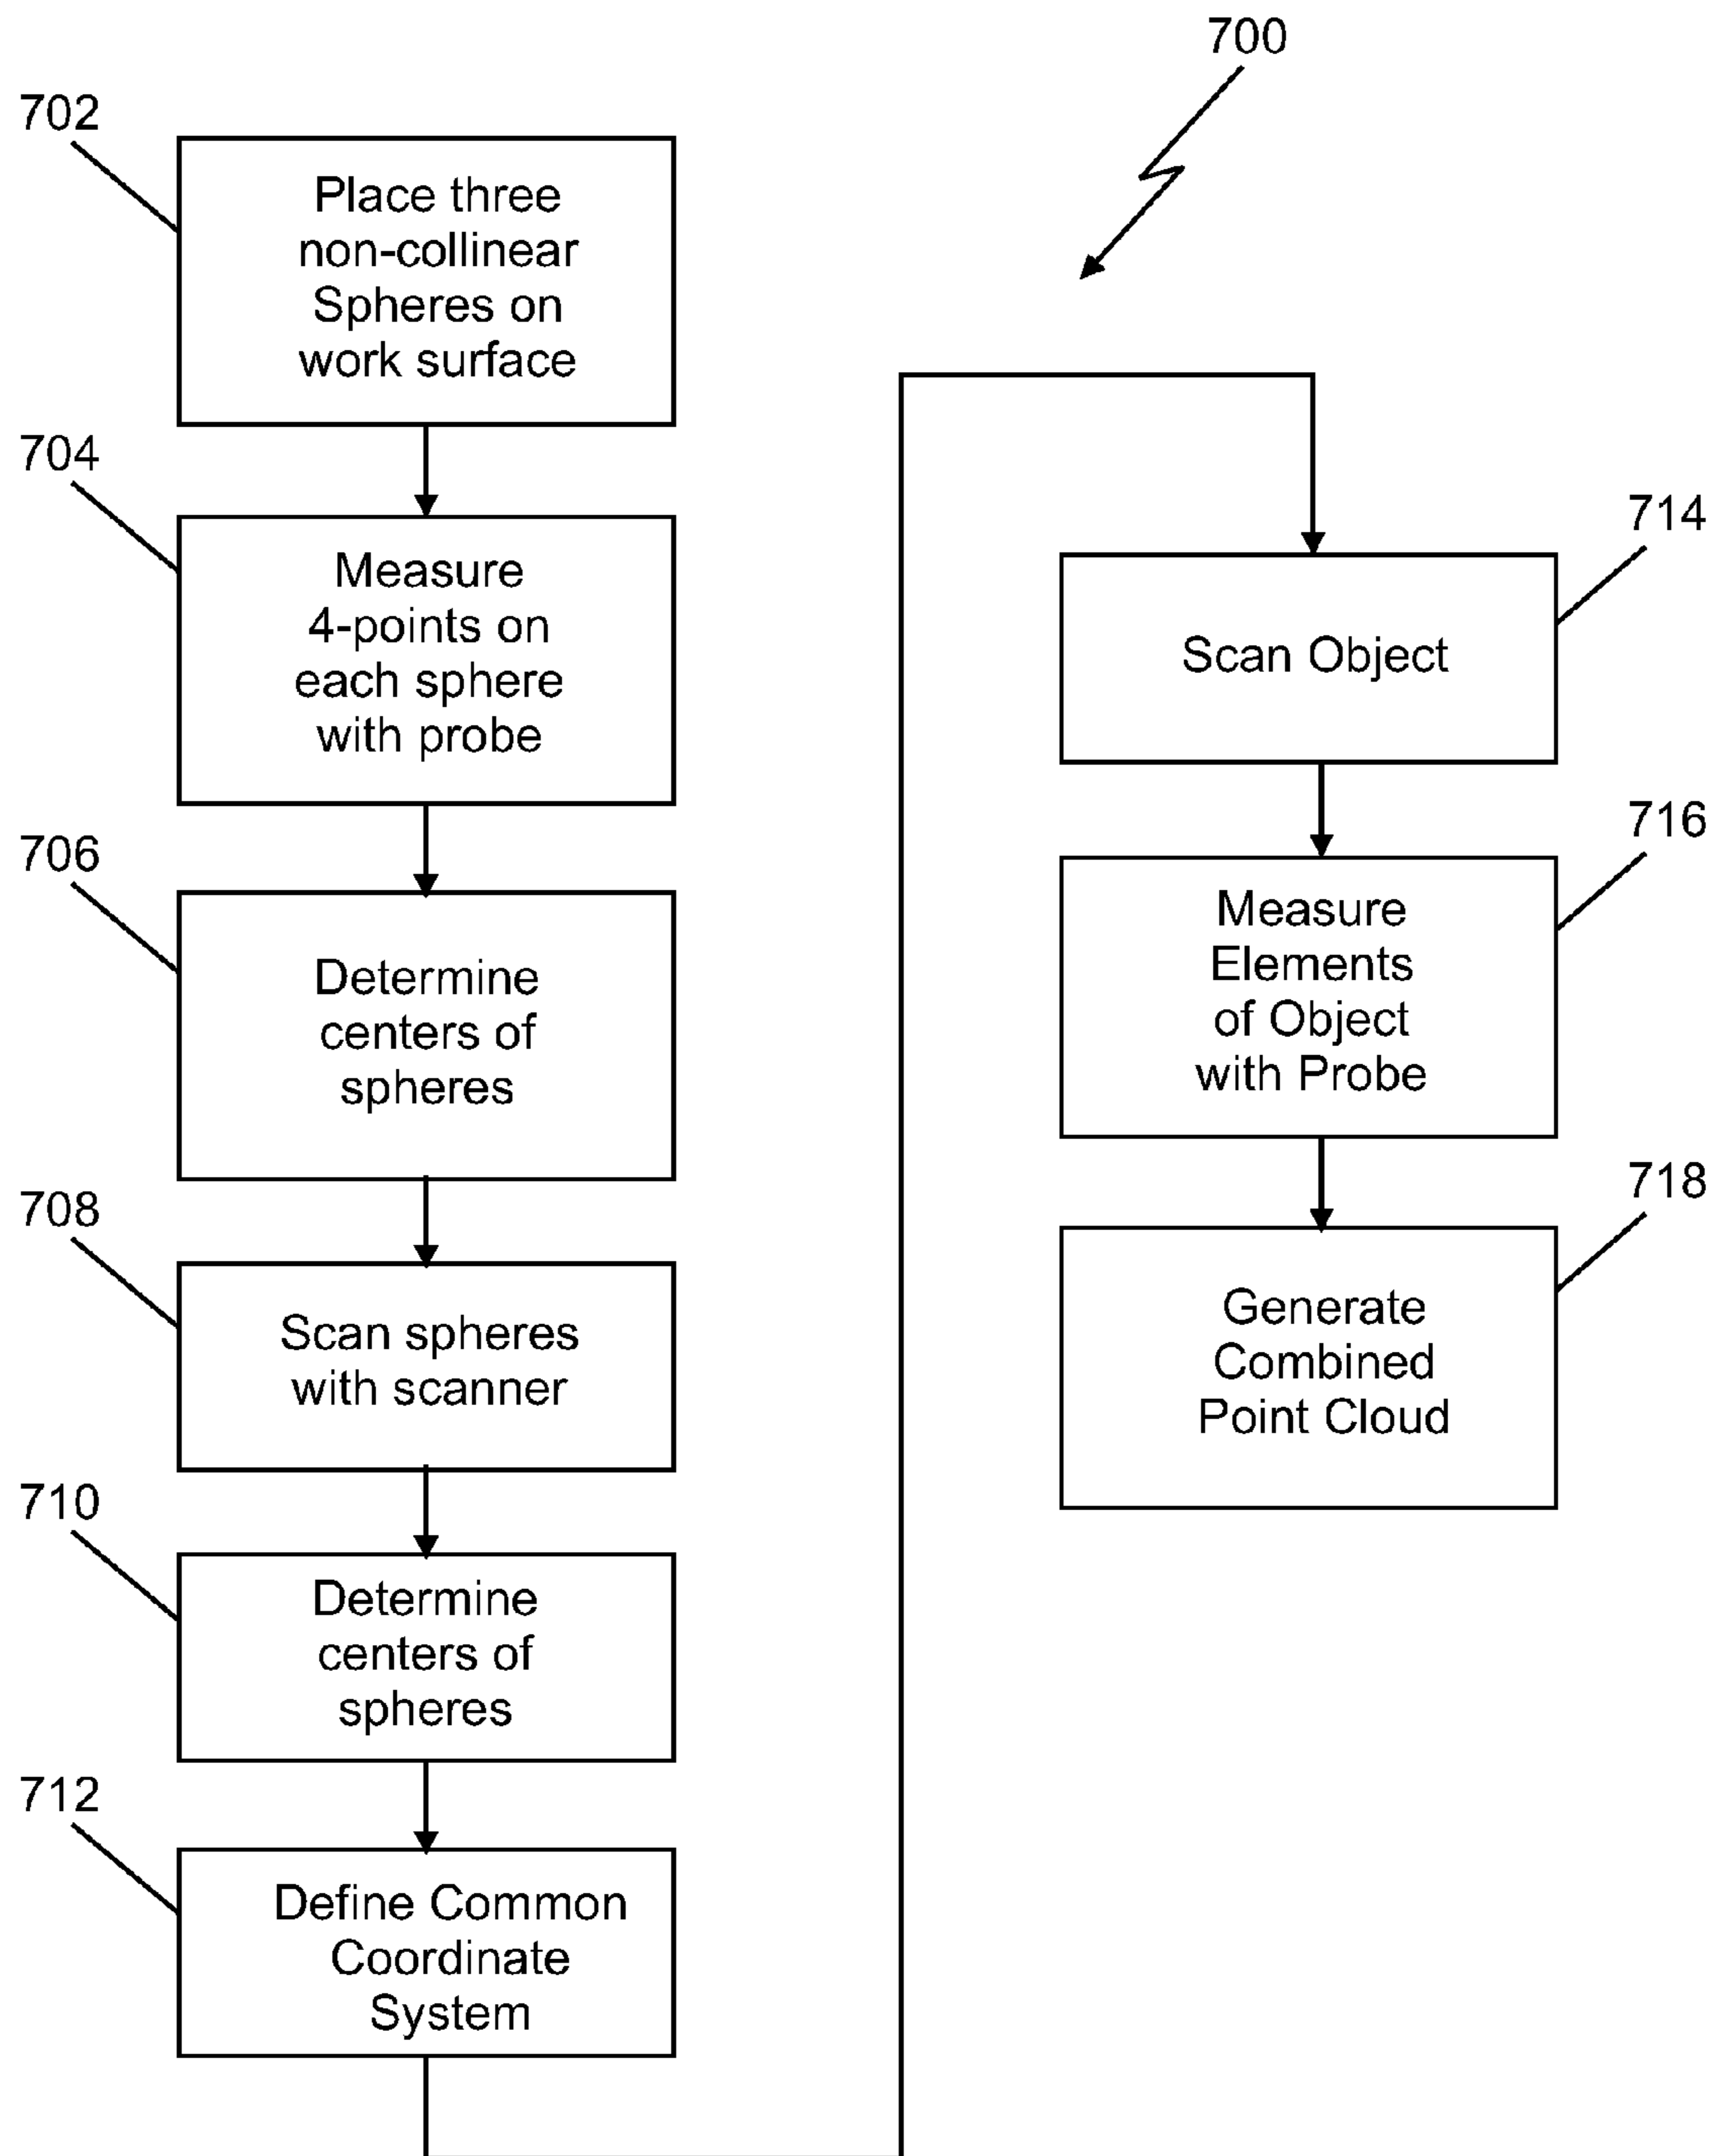 700
702
Place three
non-collinear
Spheres on
work surface
704
Measure
4-points on
each sphere
with probe
706
Determine
centers of
spheres
708
Scan spheres
with scanner
710
Determine
centers of
spheres
712
Define Common
Coordinate
System
714
Scan Object
716
Measure
Elements
of Object
with Probe
718
Generate
Combined
Point Cloud